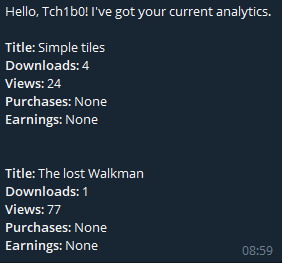 Hello, Tch1b0! I've got your current analytics.
Title: Simple tiles
Downloads: 4
Views: 24
Purchases: None
Earnings: None
Title: The lost Walkman
Downloads: 1
Views: 77
Purchases: None
Earnings: None
08:59